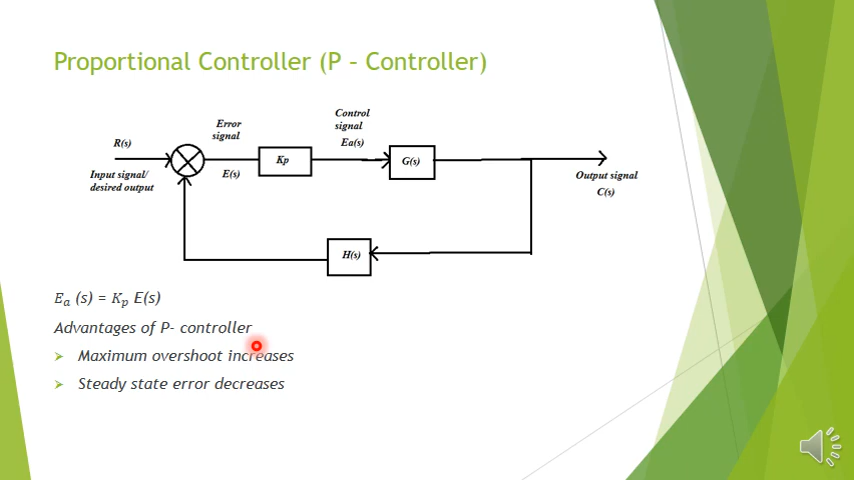 Proportional Controller (P – Controller)
Control
signal
Error
signal
Ea(s)
R(s)
Kp
G(s)
Input signal/
desired output
E(s)
Output signal
C(s)
H(s)
Eₐ (s) = Kₚ E(s)
Advantages of P- controller
Maximum overshoot increases
Steady state error decreases